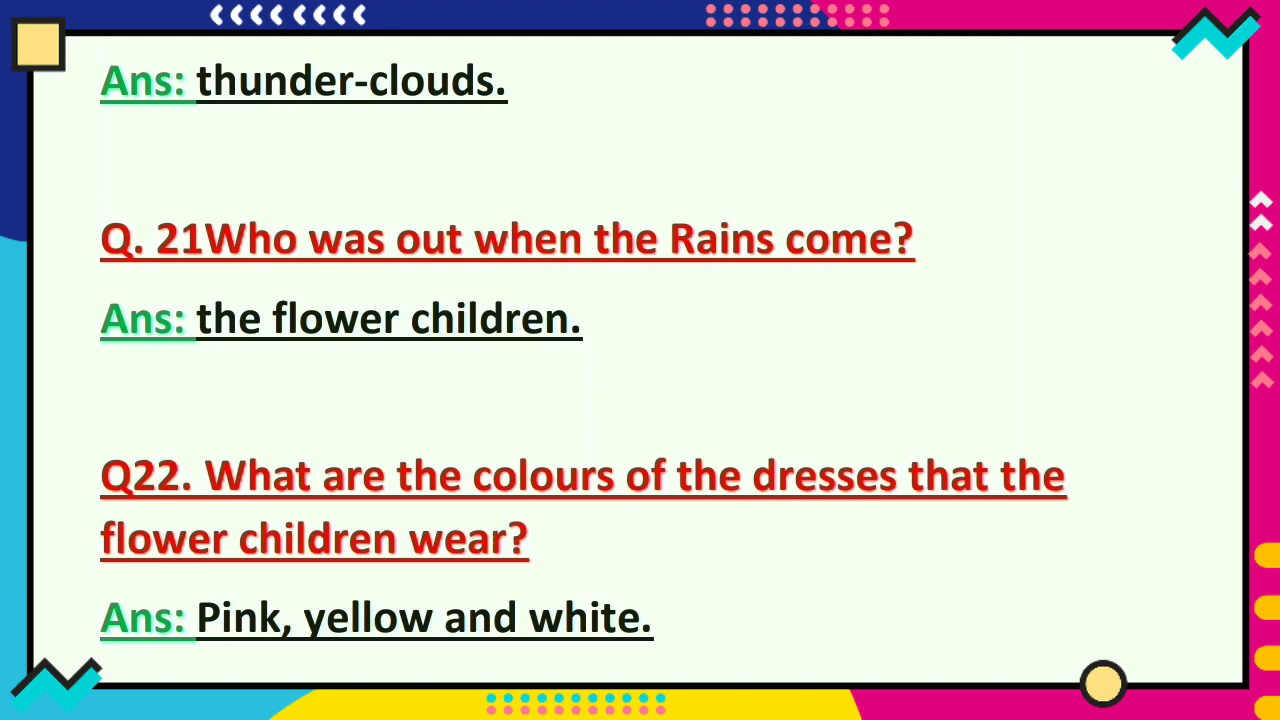 Ans: thunder-clouds.
Q. 21Who was out when the Rains come?
Ans: the flower children.
Q22. What are the colours of the dresses that the
flower children wear?
Ans: Pink, yellow and white.